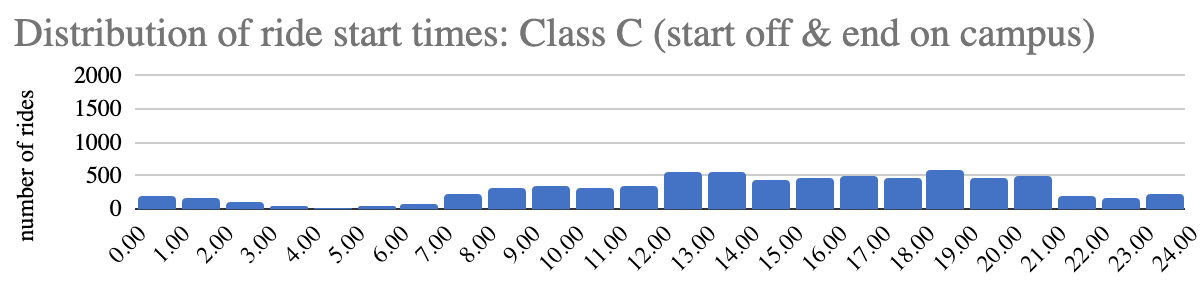 Distribution of ride start times: Class C (start off & end on campus)
number of rides
2000
1500
1000
500
0
0.00 1.00 2.00 3.00 4.00 5.00 6.00 7.00 8.00 9.00 10.00 11.00 12.00 13.00 14.00 15.00 16.00 17.00 18.00 19.00 20.00 21.00 22.00 23.00 24.00